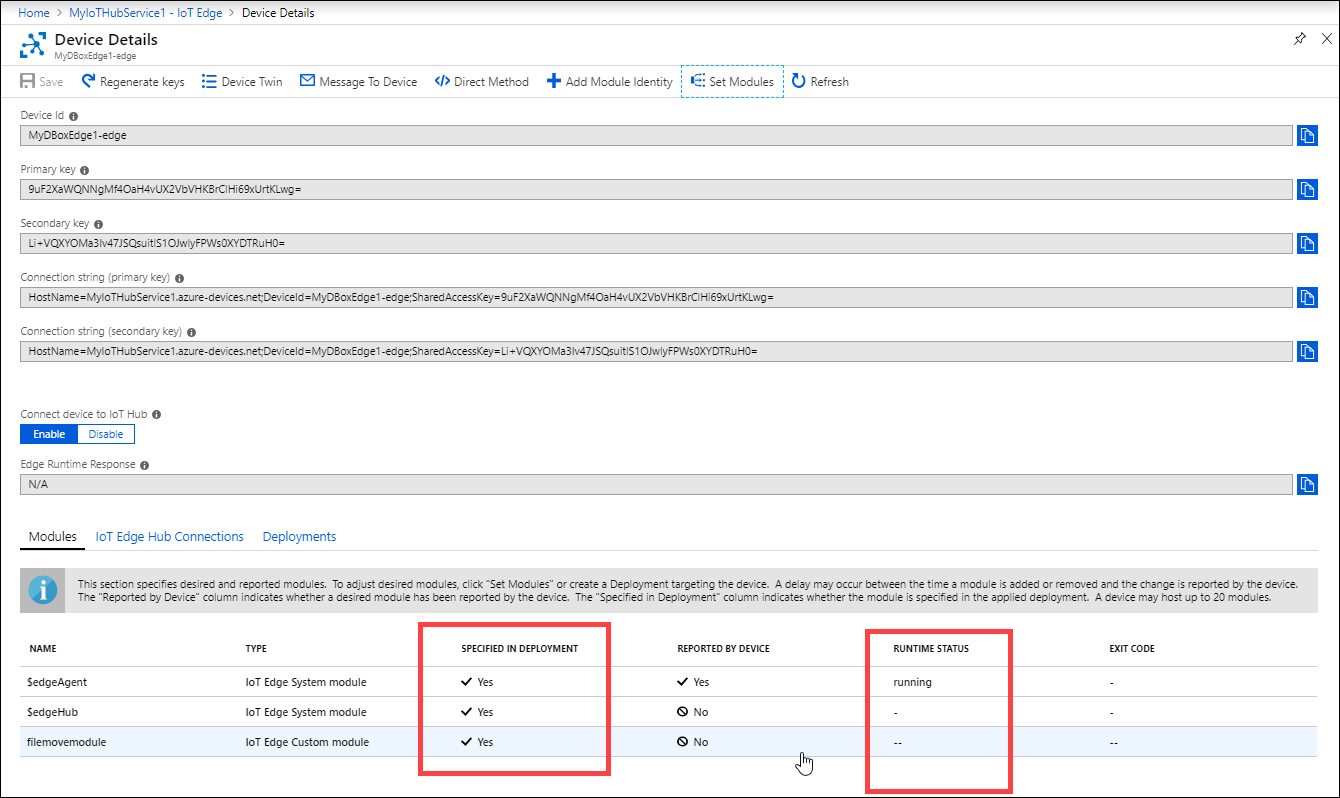 Home > MyIoTHubService1 - IoT Edge > Device Details
Device Details
MyDBoxEdge1-edge
Save Regenerate keys Device Twin Message To Device Direct Method Add Module Identity Set Modules Refresh
Device Id
MyDBoxEdge1-edge
Primary key
9uF2XaWQNNgMf4OaH4vUX2VbVHKBrClHi69xUrtKLwg=
Secondary key
Li+VQXYOMa3Iv47JSQsuitlS1OJwlyFPWs0XYDTRuH0=
Connection string (primary key)
HostName=MyIoTHubService1.azure-devices.net;DeviceId=MyDBoxEdge1-edge;SharedAccessKey=9uF2XaWQNNgMf4OaH4vUX2VbVHKBrClHi69xUrtKLwg=
Connection string (secondary key)
HostName=MyIoTHubService1.azure-devices.net;DeviceId=MyDBoxEdge1-edge;SharedAccessKey=Li+VQXYOMa3Iv47JSQsuitlS1OJwlyFPWs0XYDTRuH0=
Connect device to IoT Hub
Enable Disable
Edge Runtime Response
N/A
Modules IoT Edge Hub Connections Deployments
This section specifies desired and reported modules. To adjust desired modules, click "Set Modules" or create a Deployment targeting the device. A delay may occur between the time a module is added or removed and the change is reported by the device.
The "Reported by Device" column indicates whether a desired module has been reported by the device. The "Specified in Deployment" column indicates whether the module is specified in the applied deployment. A device may host up to 20 modules.
NAME TYPE SPECIFIED IN DEPLOYMENT REPORTED BY DEVICE RUNTIME STATUS EXIT CODE
$edgeAgent IoT Edge System module Yes Yes running -
$edgeHub IoT Edge System module Yes No - -
filemovemodule IoT Edge Custom module Yes No -- --